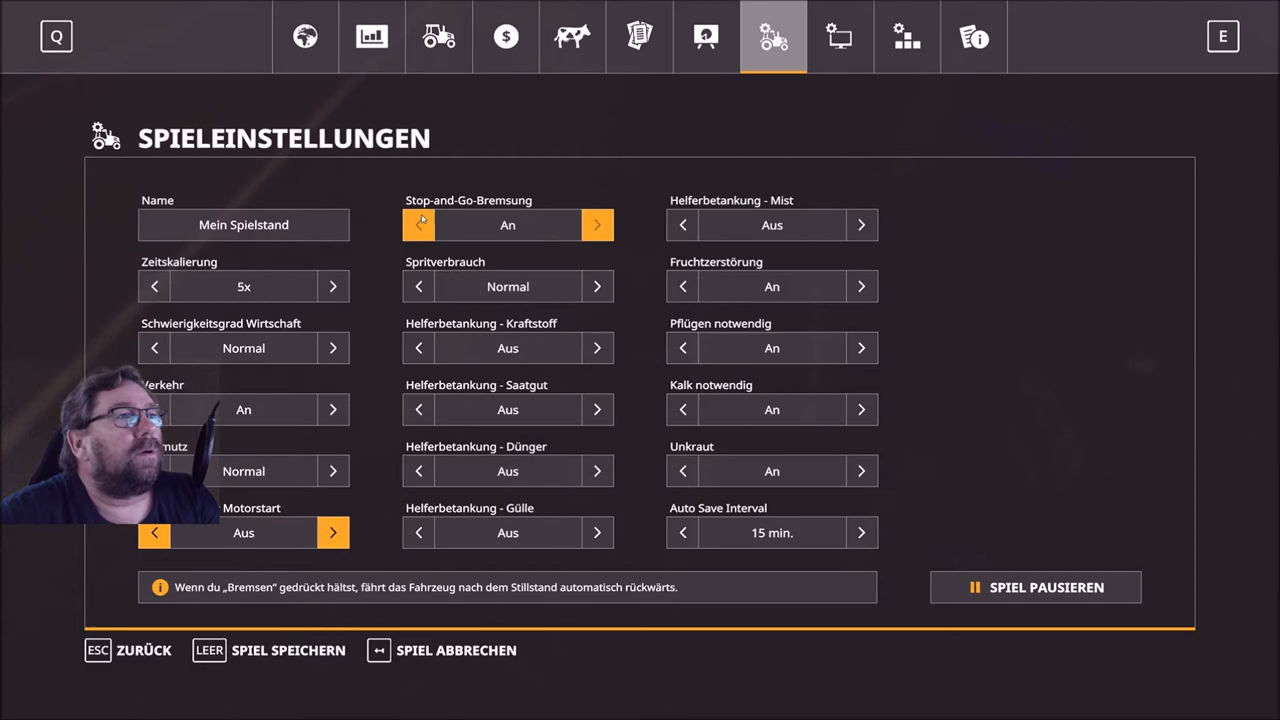 Q
E
SPIELEINSTELLUNGEN
Name
Mein Spielstand
Zeitskalierung
5x
Schwierigkeitsgrad Wirtschaft
Normal
Verkehr
An
Normal
Motorstart
Aus
Stop-and-Go-Bremsung
An
Spritverbrauch
Normal
Helferbetankung - Kraftstoff
Aus
Helferbetankung - Saatgut
Aus
Helferbetankung - Dünger
Aus
Helferbetankung - Gülle
Aus
Helferbetankung - Mist
Aus
Fruchtzerstörung
An
Pflügen notwendig
An
Kalk notwendig
An
Unkraut
An
Auto Save Interval
15 min.
Wenn du „Bremsen“ gedrückt hältst, fährt das Fahrzeug nach dem Stillstand automatisch rückwärts.
SPIEL PAUSIEREN
ESC ZURÜCK LEER SPIEL SPEICHERN SPIEL ABBRECHEN